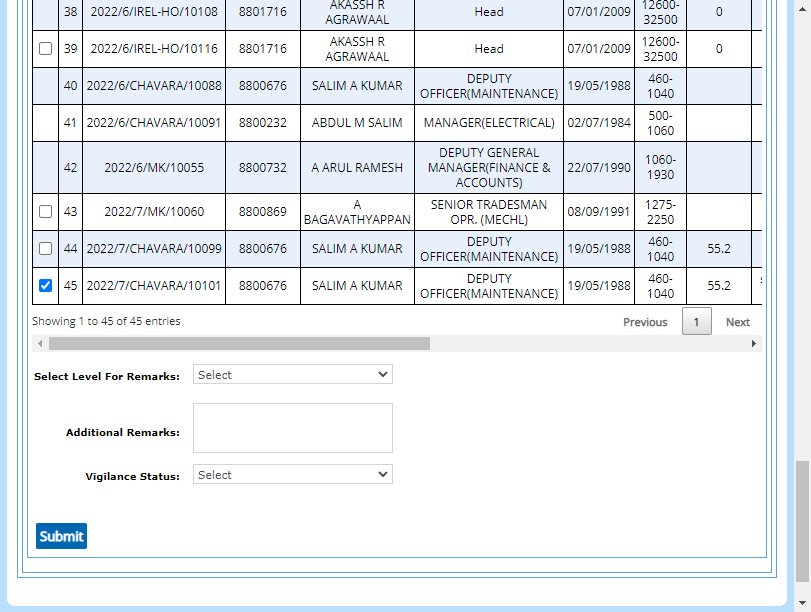 38 2022/6/IREL-HO/10108 8801716 AKASSH R AGRAWAAL Head 07/01/2009 12600-32500 0
39 2022/6/IREL-HO/10116 8801716 AKASSH R AGRAWAAL Head 07/01/2009 12600-32500 0
40 2022/6/CHAVARA/10088 8800676 SALIM A KUMAR DEPUTY OFFICER(MAINTENANCE) 19/05/1988 460-1040
41 2022/6/CHAVARA/10091 8800232 ABDUL M SALIM MANAGER(ELECTRICAL) 02/07/1984 500-1060
42 2022/6/MK/10055 8800732 A ARUL RAMESH DEPUTY GENERAL MANAGER(FINANCE & ACCOUNTS) 22/07/1990 1060-1930
43 2022/7/MK/10060 8800869 A BAGAVATHYAPPAN SENIOR TRADESMAN OPR. (MECHL) 08/09/1991 1275-2250
44 2022/7/CHAVARA/10099 8800676 SALIM A KUMAR DEPUTY OFFICER(MAINTENANCE) 19/05/1988 460-1040 55.2
45 2022/7/CHAVARA/10101 8800676 SALIM A KUMAR DEPUTY OFFICER(MAINTENANCE) 19/05/1988 460-1040 55.2
Showing 1 to 45 of 45 entries
Previous 1 Next
Select Level For Remarks: Select
Additional Remarks:
Vigilance Status: Select
Submit